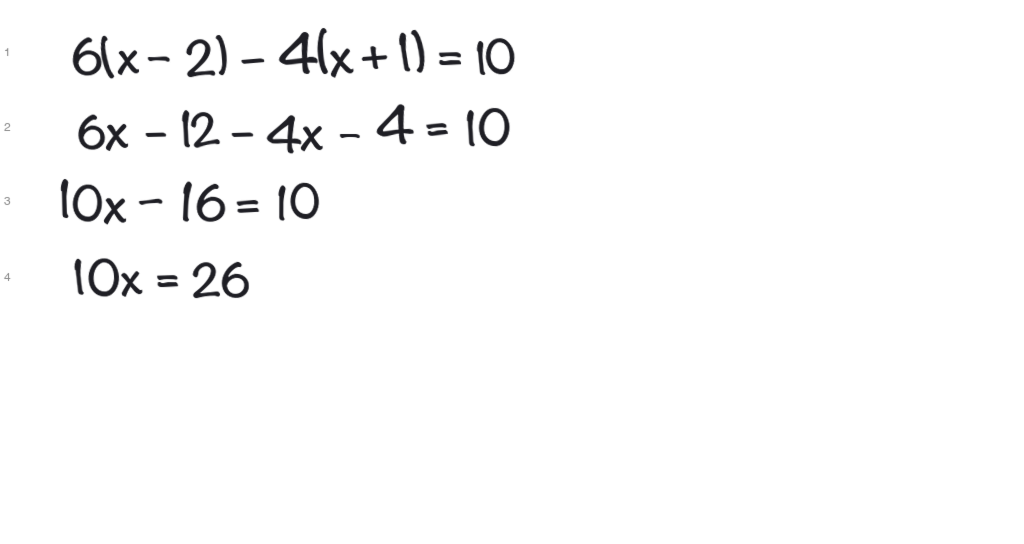 1 6(x - 2) - 4(x + 1) = 10
2 6x - 12 - 4x - 4 = 10
3 10x - 16 = 10
4 10x = 26